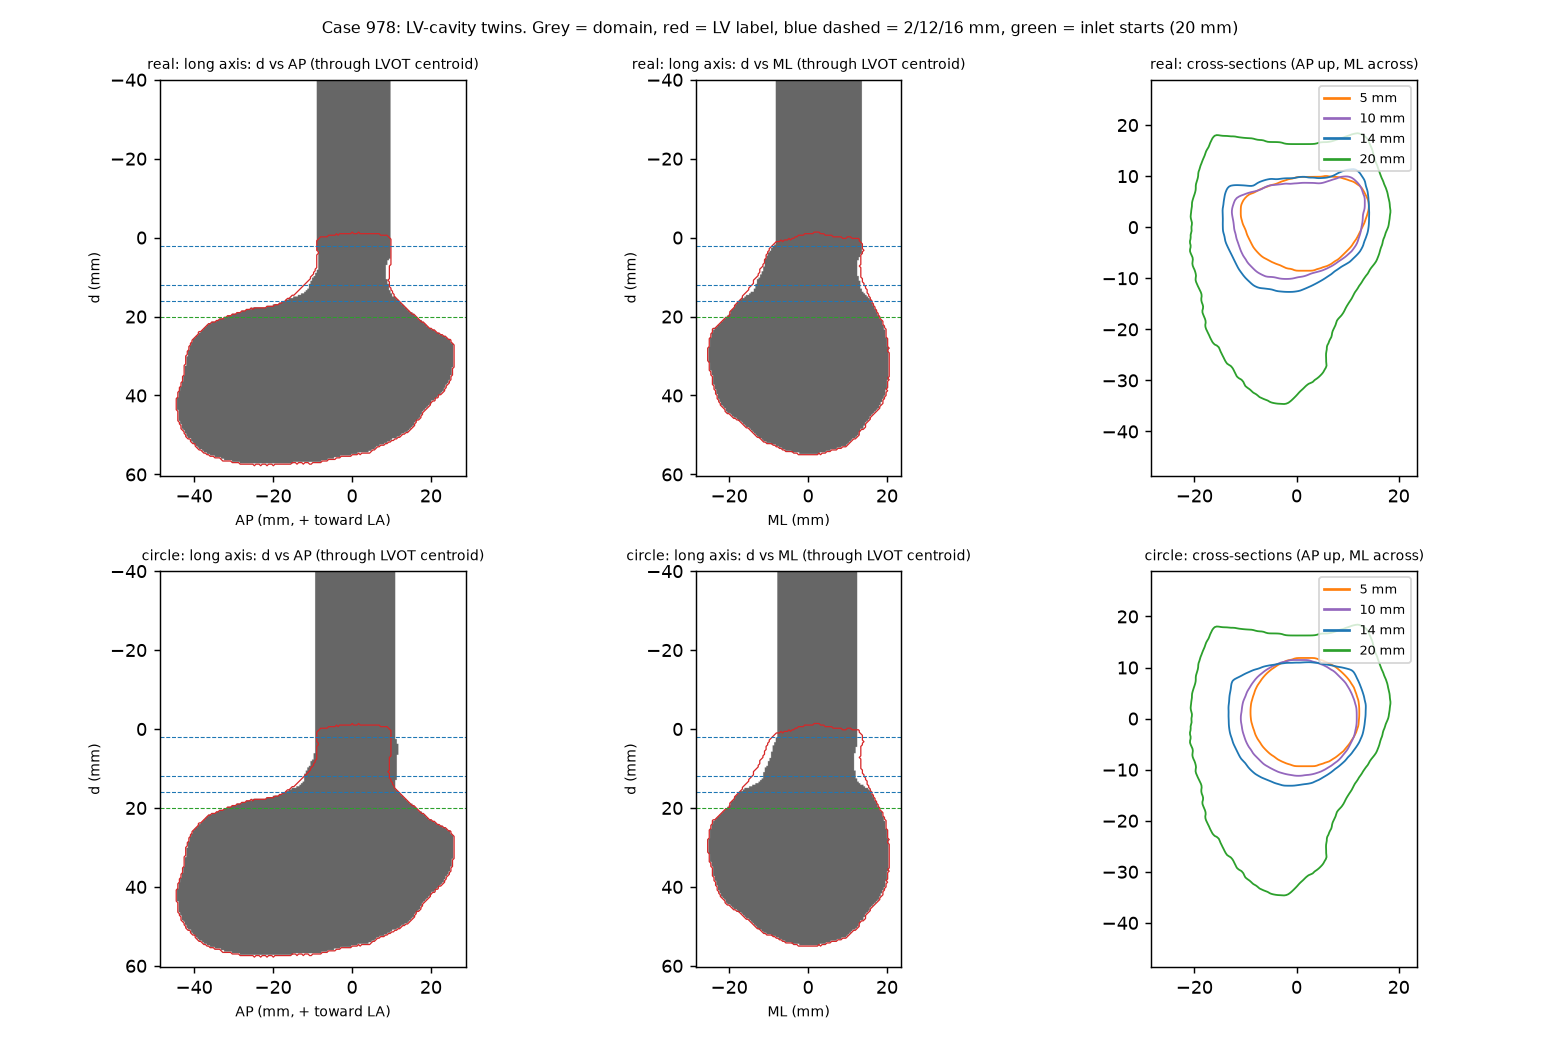 Case 978: LV-cavity twins. Grey = domain, red = LV label, blue dashed = 2/12/16 mm, green = inlet starts (20 mm)
real: long axis: d vs AP (through LVOT centroid)
−40
−20
0
20
40
60
d (mm)
−40
−20
0
20
AP (mm, + toward LA)
real: long axis: d vs ML (through LVOT centroid)
−40
−20
0
20
40
60
d (mm)
−20
0
20
ML (mm)
real: cross-sections (AP up, ML across)
5 mm
10 mm
14 mm
20 mm
20
10
0
−10
−20
−30
−40
−20
0
20
circle: long axis: d vs AP (through LVOT centroid)
−40
−20
0
20
40
60
d (mm)
−40
−20
0
20
AP (mm, + toward LA)
circle: long axis: d vs ML (through LVOT centroid)
−40
−20
0
20
40
60
d (mm)
−20
0
20
ML (mm)
circle: cross-sections (AP up, ML across)
5 mm
10 mm
14 mm
20 mm
20
10
0
−10
−20
−30
−40
−20
0
20